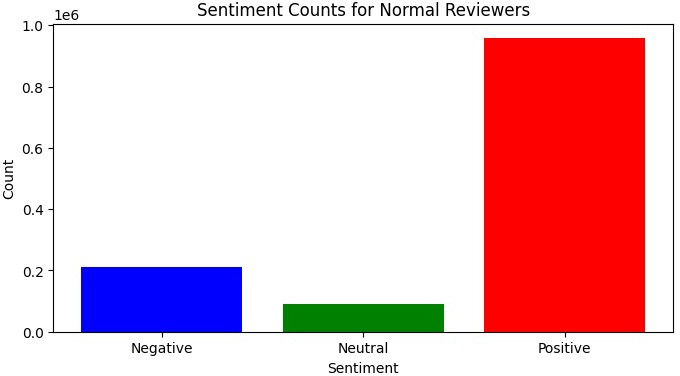 Sentiment Counts for Normal Reviewers
1e6
1.0
0.8
0.6
0.4
0.2
0.0
Count
Negative
Neutral
Positive
Sentiment